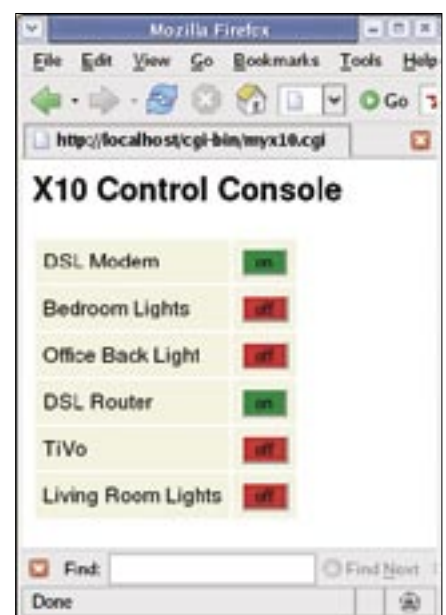 Mozilla Firefox
File Edit View Go Bookmarks Tools Help
Go
http://localhost/cgi-bin/myx10.cgi
X10 Control Console
DSL Modem on
Bedroom Lights off
Office Back Light off
DSL Router on
TiVo off
Living Room Lights off
Find: Find Next
Done